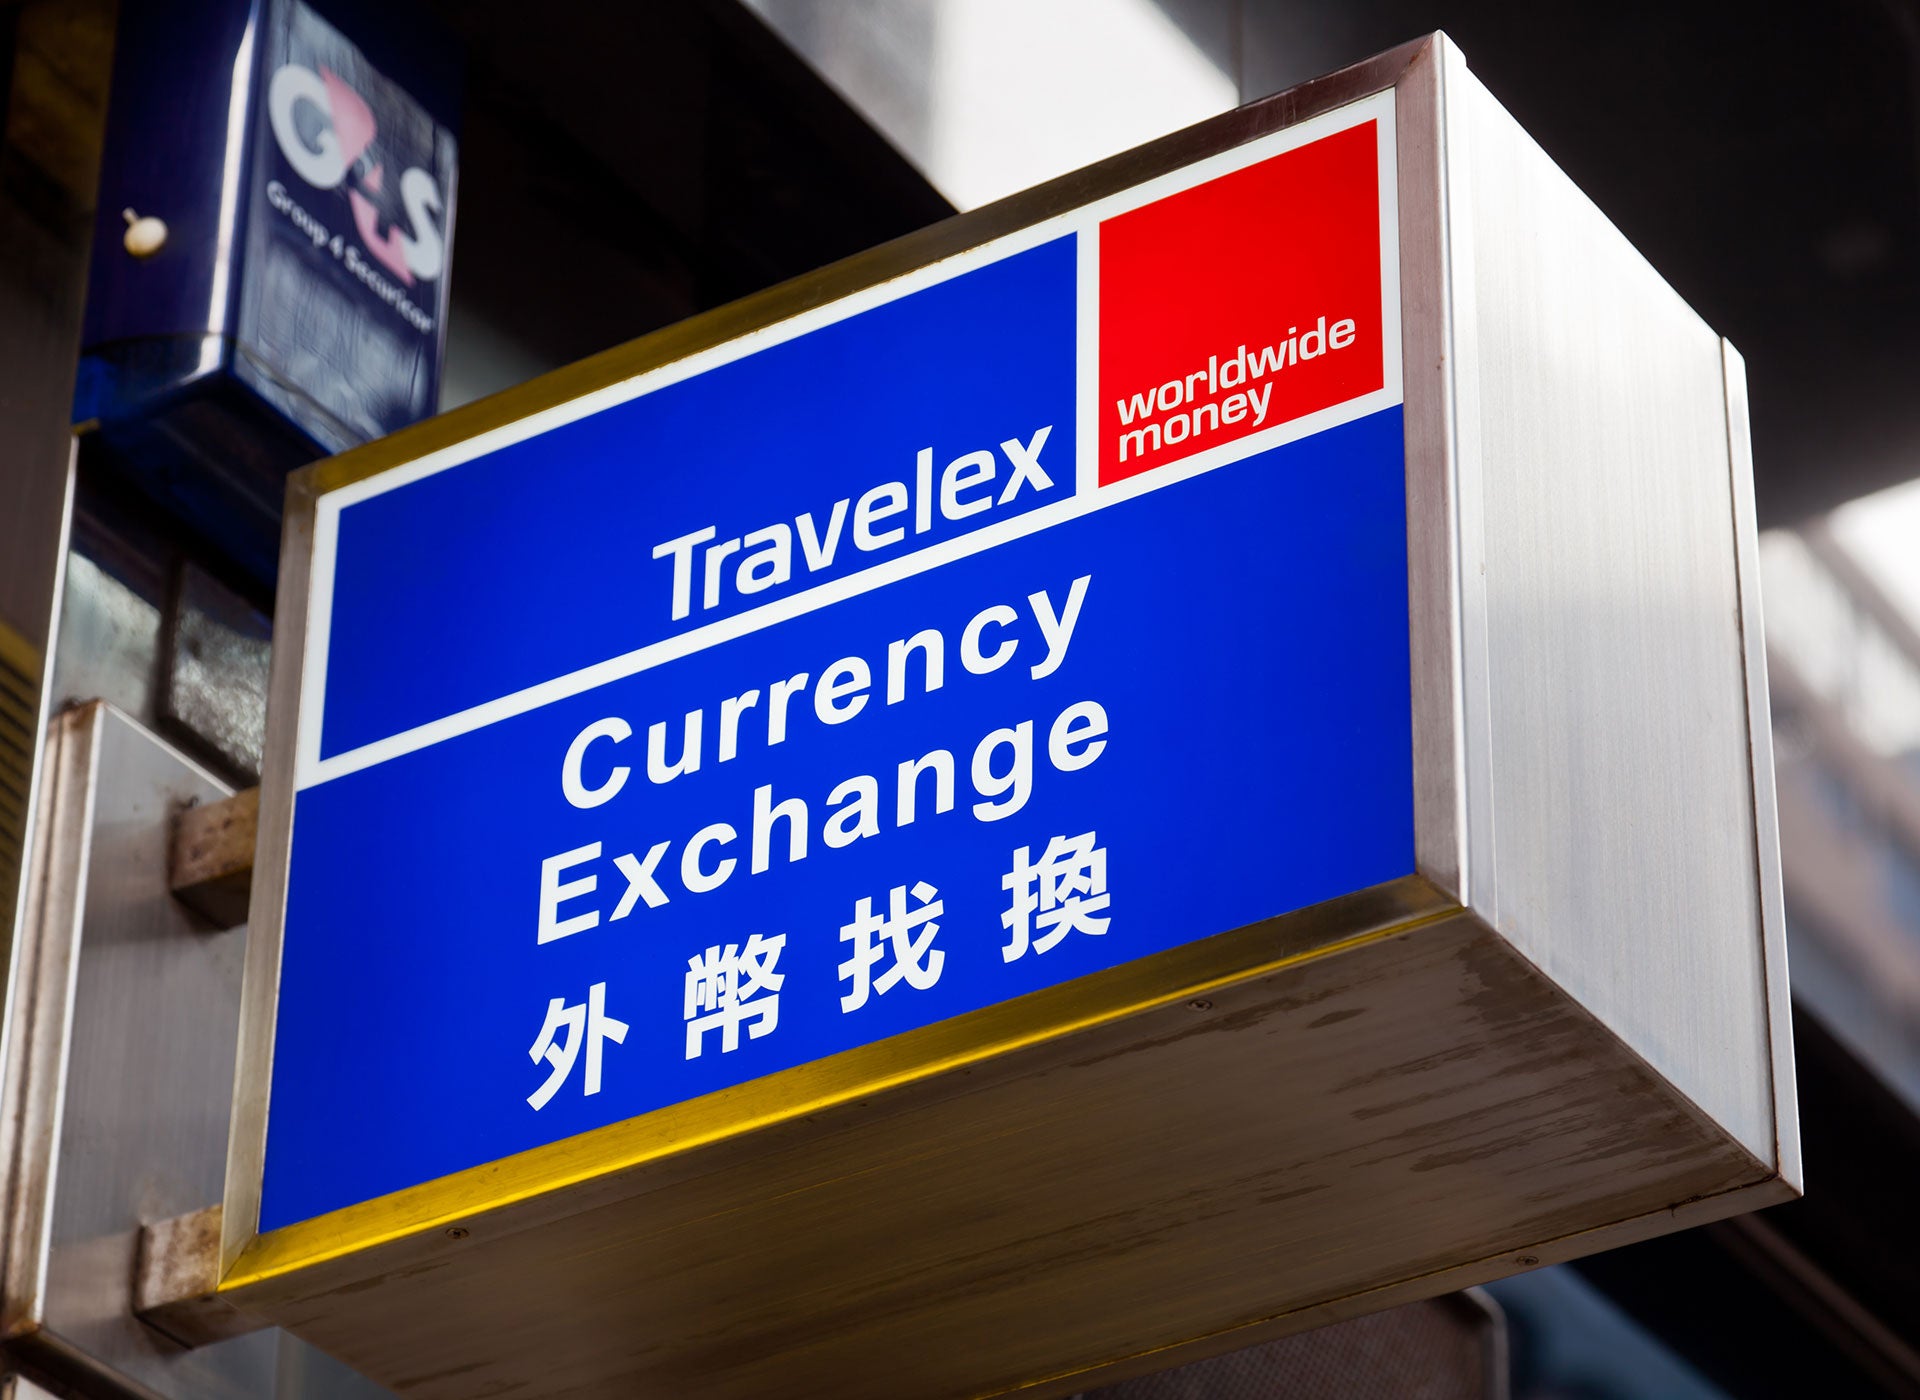 G4S
Group 4 Securicor
Travelex
worldwide
money
Currency
Exchange
外幣找換